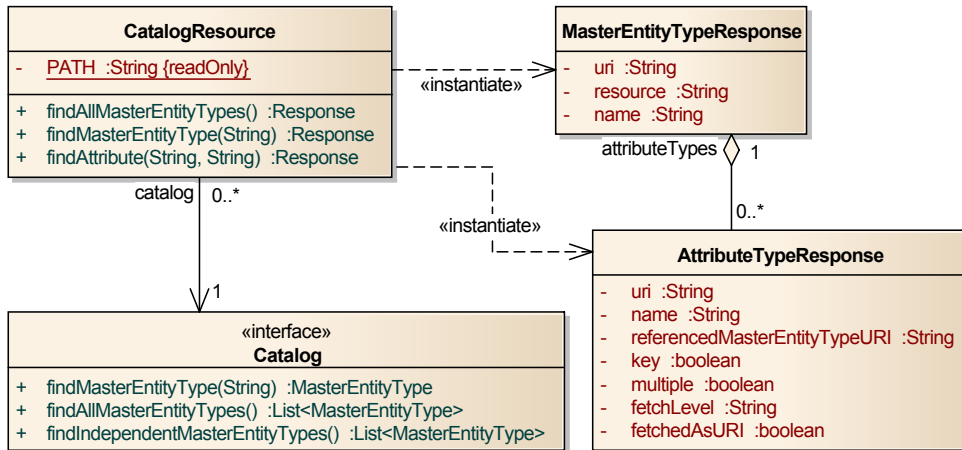 CatalogResource
- PATH :String {readOnly}
+ findAllMasterEntityTypes() :Response
+ findMasterEntityType(String) :Response
+ findAttribute(String, String) :Response
«instantiate»
MasterEntityTypeResponse
- uri :String
- resource :String
- name :String
attributeTypes
1
catalog
0..*
«instantiate»
0..*
1
AttributeTypeResponse
- uri :String
- name :String
- referencedMasterEntityTypeURI :String
- key :boolean
- multiple :boolean
- fetchLevel :String
- fetchedAsURI :boolean
«interface»
Catalog
+ findMasterEntityType(String) :MasterEntityType
+ findAllMasterEntityTypes() :List<MasterEntityType>
+ findIndependentMasterEntityTypes() :List<MasterEntityType>